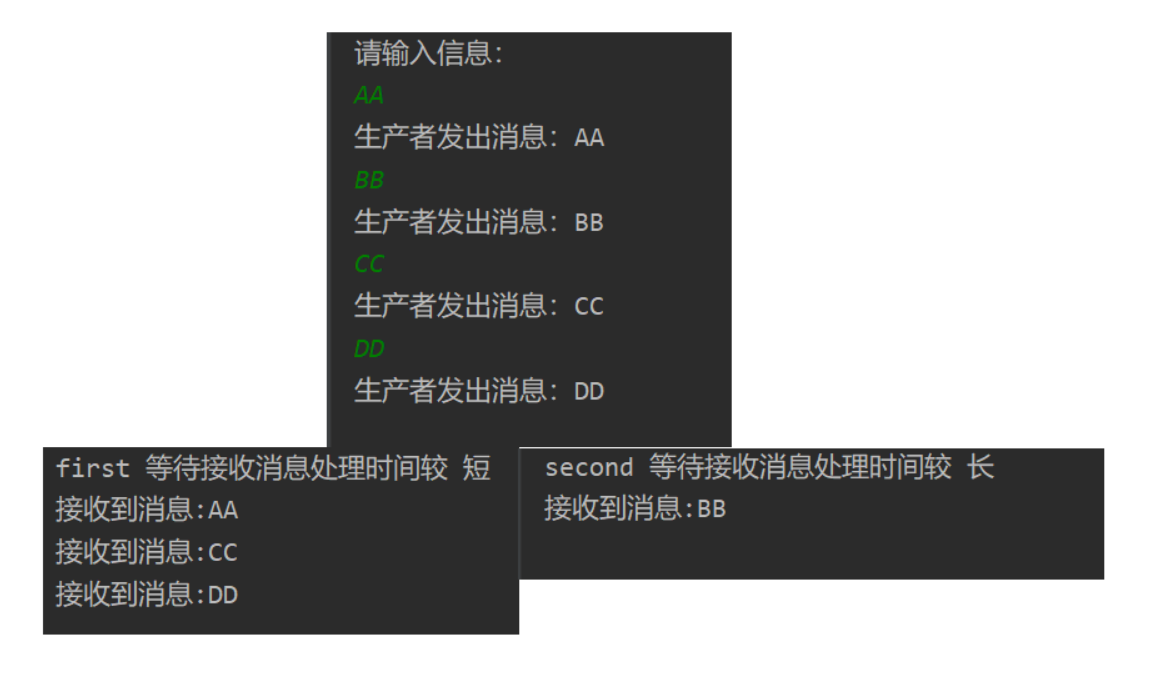 请输入信息:
AA
生产者发出消息: AA
BB
生产者发出消息: BB
CC
生产者发出消息: CC
DD
生产者发出消息: DD
first 等待接收消息处理时间较 短
接收到消息:AA
接收到消息:CC
接收到消息:DD
second 等待接收消息处理时间较 长
接收到消息:BB